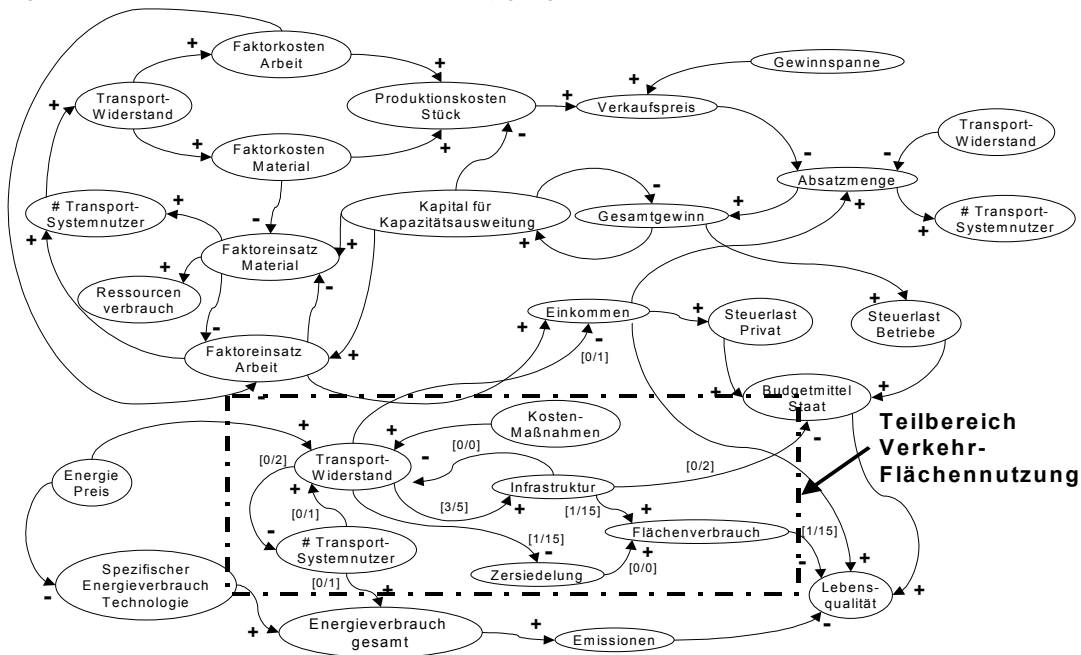 Faktorkosten
Arbeit
Gewinnspanne
Transport-
Widerstand
Produktionskosten
Stück
Verkaufspreis
Transport-
Widerstand
Faktorkosten
Material
Absatzmenge
# Transport-
Systemnutzer
Kapital für
Kapazitätsausweitung
Gesamtgewinn
# Transport-
Systemnutzer
Faktoreinsatz
Material
Ressourcen
verbrauch
Einkommen
Steuerlast
Privat
Steuerlast
Betriebe
[0/1]
Faktoreinsatz
Arbeit
Budgetmittel
Staat
Teilbereich
Verkehr-
Flächennutzung
Kosten-
Maßnahmen
[0/0]
[0/2]
Transport-
Widerstand
[0/2]
Energie
Preis
Infrastruktur
[3/5]
[1/15]
[0/1]
Flächenverbrauch
[1/15]
[1/15]
# Transport-
Systemnutzer
Zersiedelung
[0/0]
[0/1]
Spezifischer
Energieverbrauch
Technologie
Lebens-
qualität
Energieverbrauch
gesamt
Emissionen